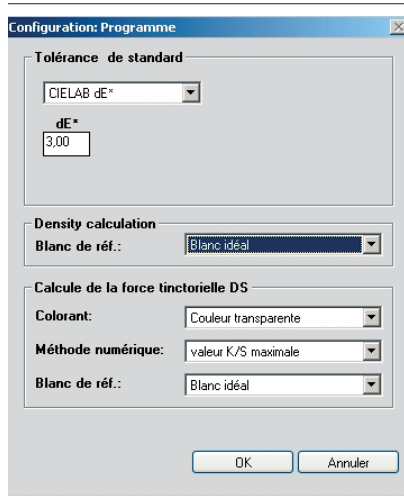 Configuration: Programme
Tolérance de standard
CIELAB dE*
dE*
3,00
Density calculation
Blanc de réf.: Blanc idéal
Calcule de la force tinctorielle DS
Colorant: Couleur transparente
Méthode numérique: valeur K/S maximale
Blanc de réf.: Blanc idéal
OK Annuler